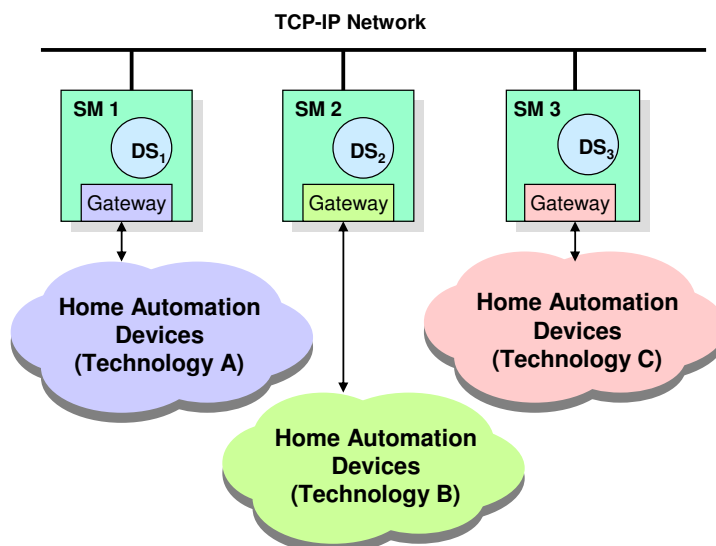 TCP-IP Network
SM 1
DS1
Gateway
SM 2
DS2
Gateway
SM 3
DS3
Gateway
Home Automation
Devices
(Technology A)
Home Automation
Devices
(Technology C)
Home Automation
Devices
(Technology B)